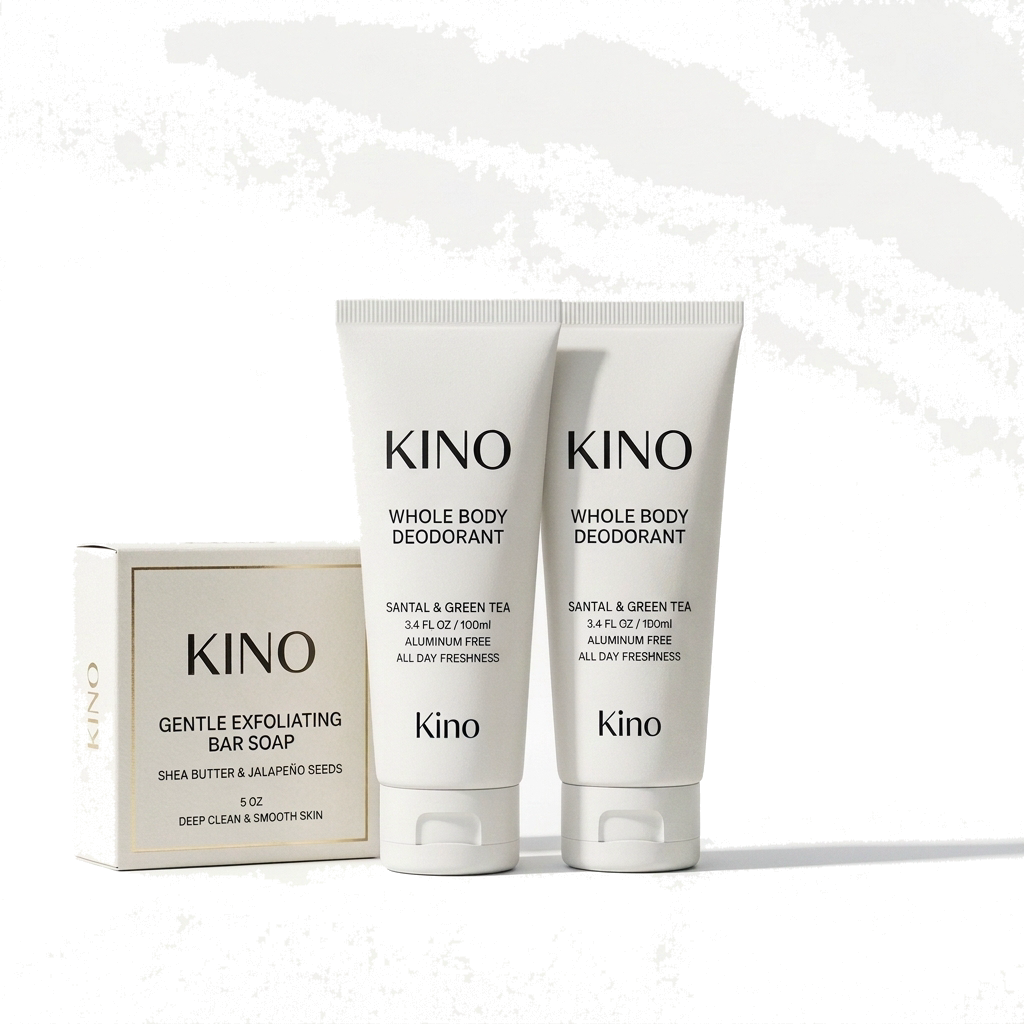 KINO
KINO
GENTLE EXFOLIATING
BAR SOAP
SHEA BUTTER & JALAPEÑO SEEDS
5 OZ
DEEP CLEAN & SMOOTH SKIN
KINO
WHOLE BODY
DEODORANT
SANTAL & GREEN TEA
3.4 FL OZ / 100ml
ALUMINUM FREE
ALL DAY FRESHNESS
Kino
KINO
WHOLE BODY
DEODORANT
SANTAL & GREEN TEA
3.4 FL OZ / 100ml
ALUMINUM FREE
ALL DAY FRESHNESS
Kino